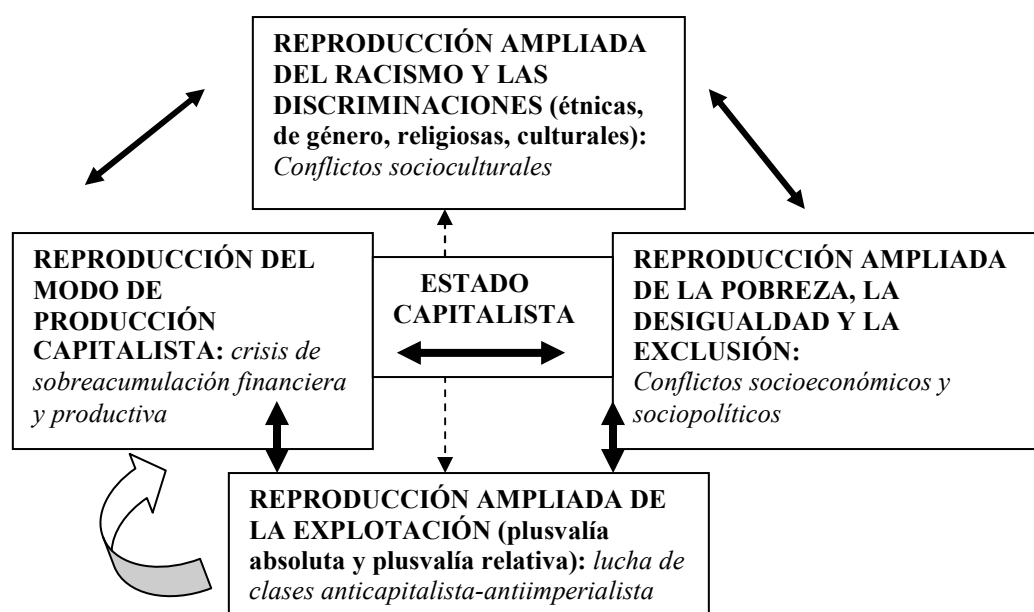 REPRODUCCIÓN AMPLIADA
DEL RACISMO Y LAS
DISCRIMINACIONES (étnicas,
de género, religiosas, culturales):
Conflictos socioculturales
REPRODUCCIÓN DEL
MODO DE
PRODUCCIÓN
CAPITALISTA: crisis de
sobreacumulación financiera
y productiva
ESTADO
CAPITALISTA
REPRODUCCIÓN AMPLIADA
DE LA POBREZA, LA
DESIGUALDAD Y LA
EXCLUSIÓN:
Conflictos socioeconómicos y
sociopolíticos
REPRODUCCIÓN AMPLIADA DE
LA EXPLOTACIÓN (plusvalía
absoluta y plusvalía relativa): lucha de
clases anticapitalista-antiimperialista